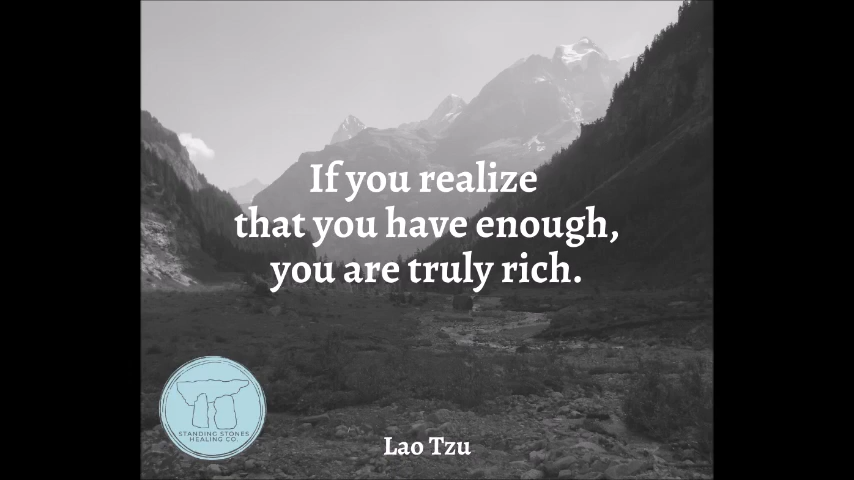 If you realize
that you have enough,
you are truly rich.
STANDING STONES
HEALING CO.
Lao Tzu